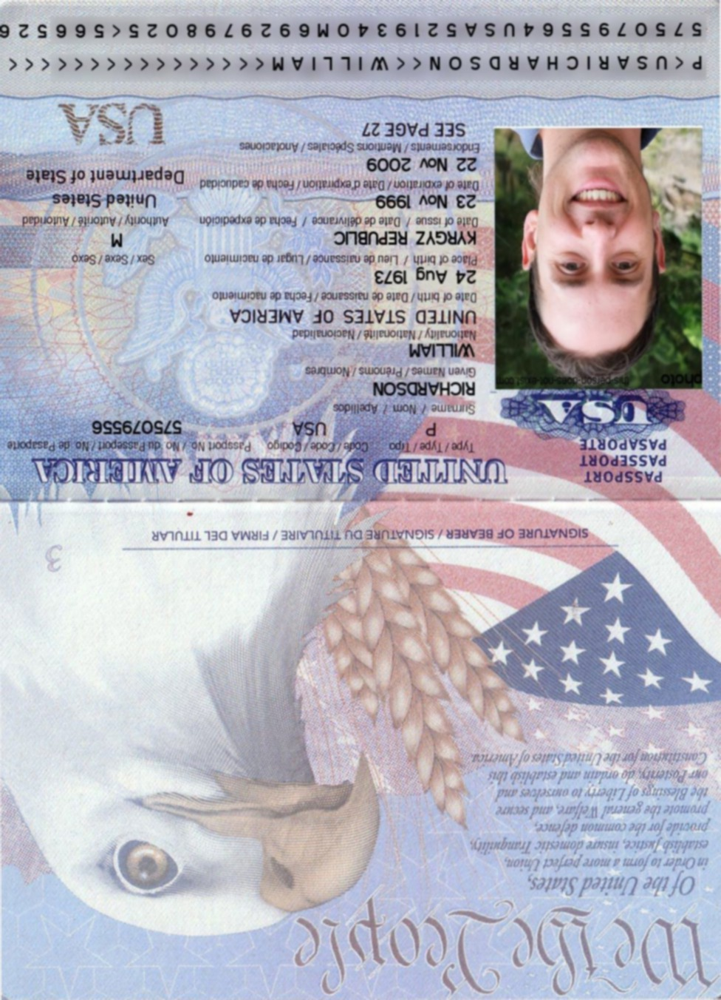 We the People
Of the United States,
in Order to form a more perfect Union,
establish Justice, insure domestic Tranquility,
provide for the common defence,
promote the general Welfare, and secure
the Blessings of Liberty to ourselves and
our Posterity, do ordain and establish this
Constitution for the United States of America.
3
SIGNATURE OF BEARER / SIGNATURE DU TITULAIRE / FIRMA DEL TITULAR
PASSPORT
PASSEPORT
PASAPORTE
UNITED STATES OF AMERICA
USA
Type / Type / Tipo Code / Code / Codigo Passport No / No. du Passeport / No. de Pasaporte
P USA 575079556
Surname / Nom / Apellidos
RICHARDSON
Given Names / Prénoms / Nombres
WILLIAM
Nationality / Nationalité / Nacionalidad
UNITED STATES OF AMERICA
Date of birth / Date de naissance / Fecha de nacimiento
24 Aug 1973
Place of birth / Lieu de naissance / Lugar de nacimiento Sex / Sexe / Sexo
KYRGYZ REPUBLIC M
Date of issue / Date de délivrance / Fecha de expedición Authority / Autorité / Autoridad
23 Nov 1999 United States
Date of expiration / Date d'expiration / Fecha de caducidad Department of State
22 Nov 2009
Endorsements / Mentions Spéciales / Anotaciones
SEE PAGE 27
USA
photo
P<USARICHARDSON<<WILLIAM<<<<<<<<<<<<<<<<
5750795564USA5219340M6929798025<566526